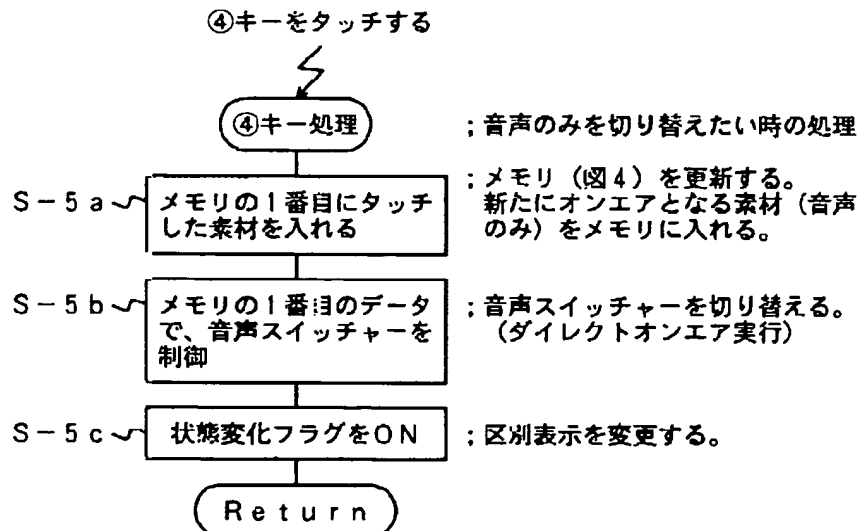 ④キーをタッチする
④キー処理
;音声のみを切り替えたい時の処理
S-5a
メモリの1番目にタッチ
した素材を入れる
;メモリ(図4)を更新する。
新たにオンエアとなる素材(音声
のみ)をメモリに入れる。
S-5b
メモリの1番目のデータ
で、音声スイッチャーを
制御
;音声スイッチャーを切り替える。
(ダイレクトオンエア実行)
S-5c
状態変化フラグをON
;区別表示を変更する。
Return